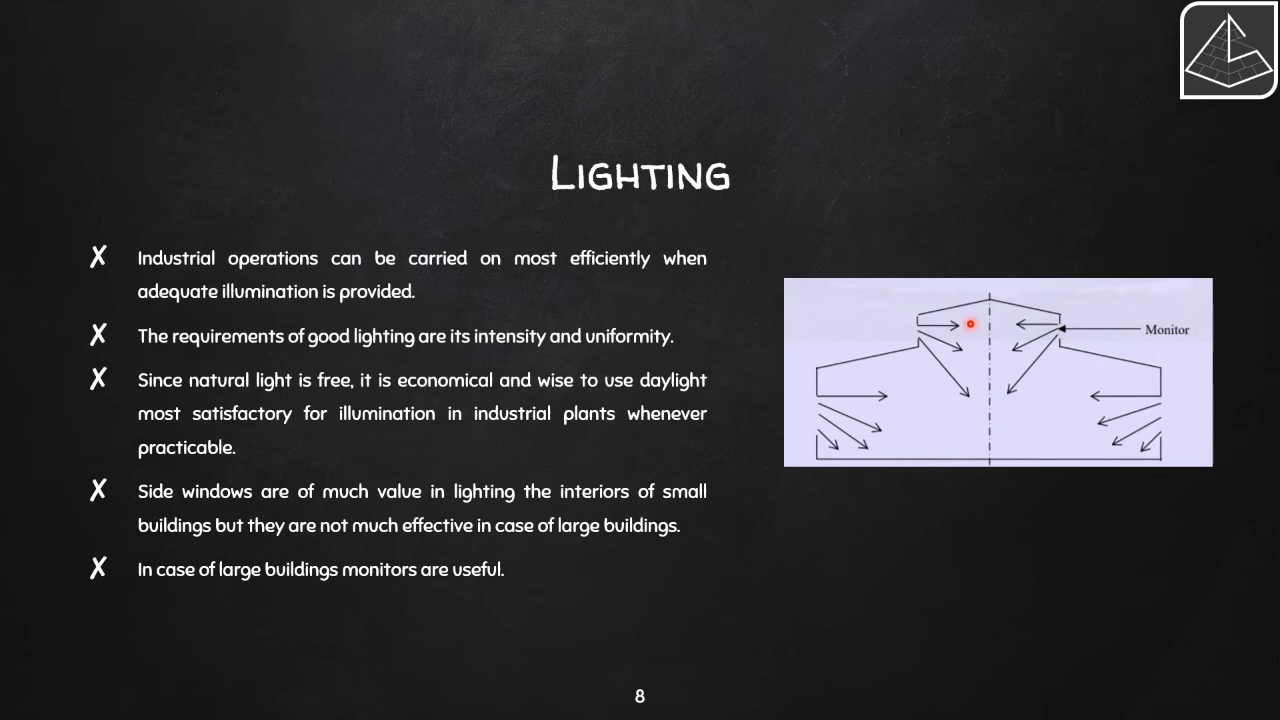 Lighting
✗ Industrial operations can be carried on most efficiently when
adequate illumination is provided.
✗ The requirements of good lighting are its intensity and uniformity.
✗ Since natural light is free, it is economical and wise to use daylight
most satisfactory for illumination in industrial plants whenever
practicable.
✗ Side windows are of much value in lighting the interiors of small
buildings but they are not much effective in case of large buildings.
✗ In case of large buildings monitors are useful.
Monitor
8